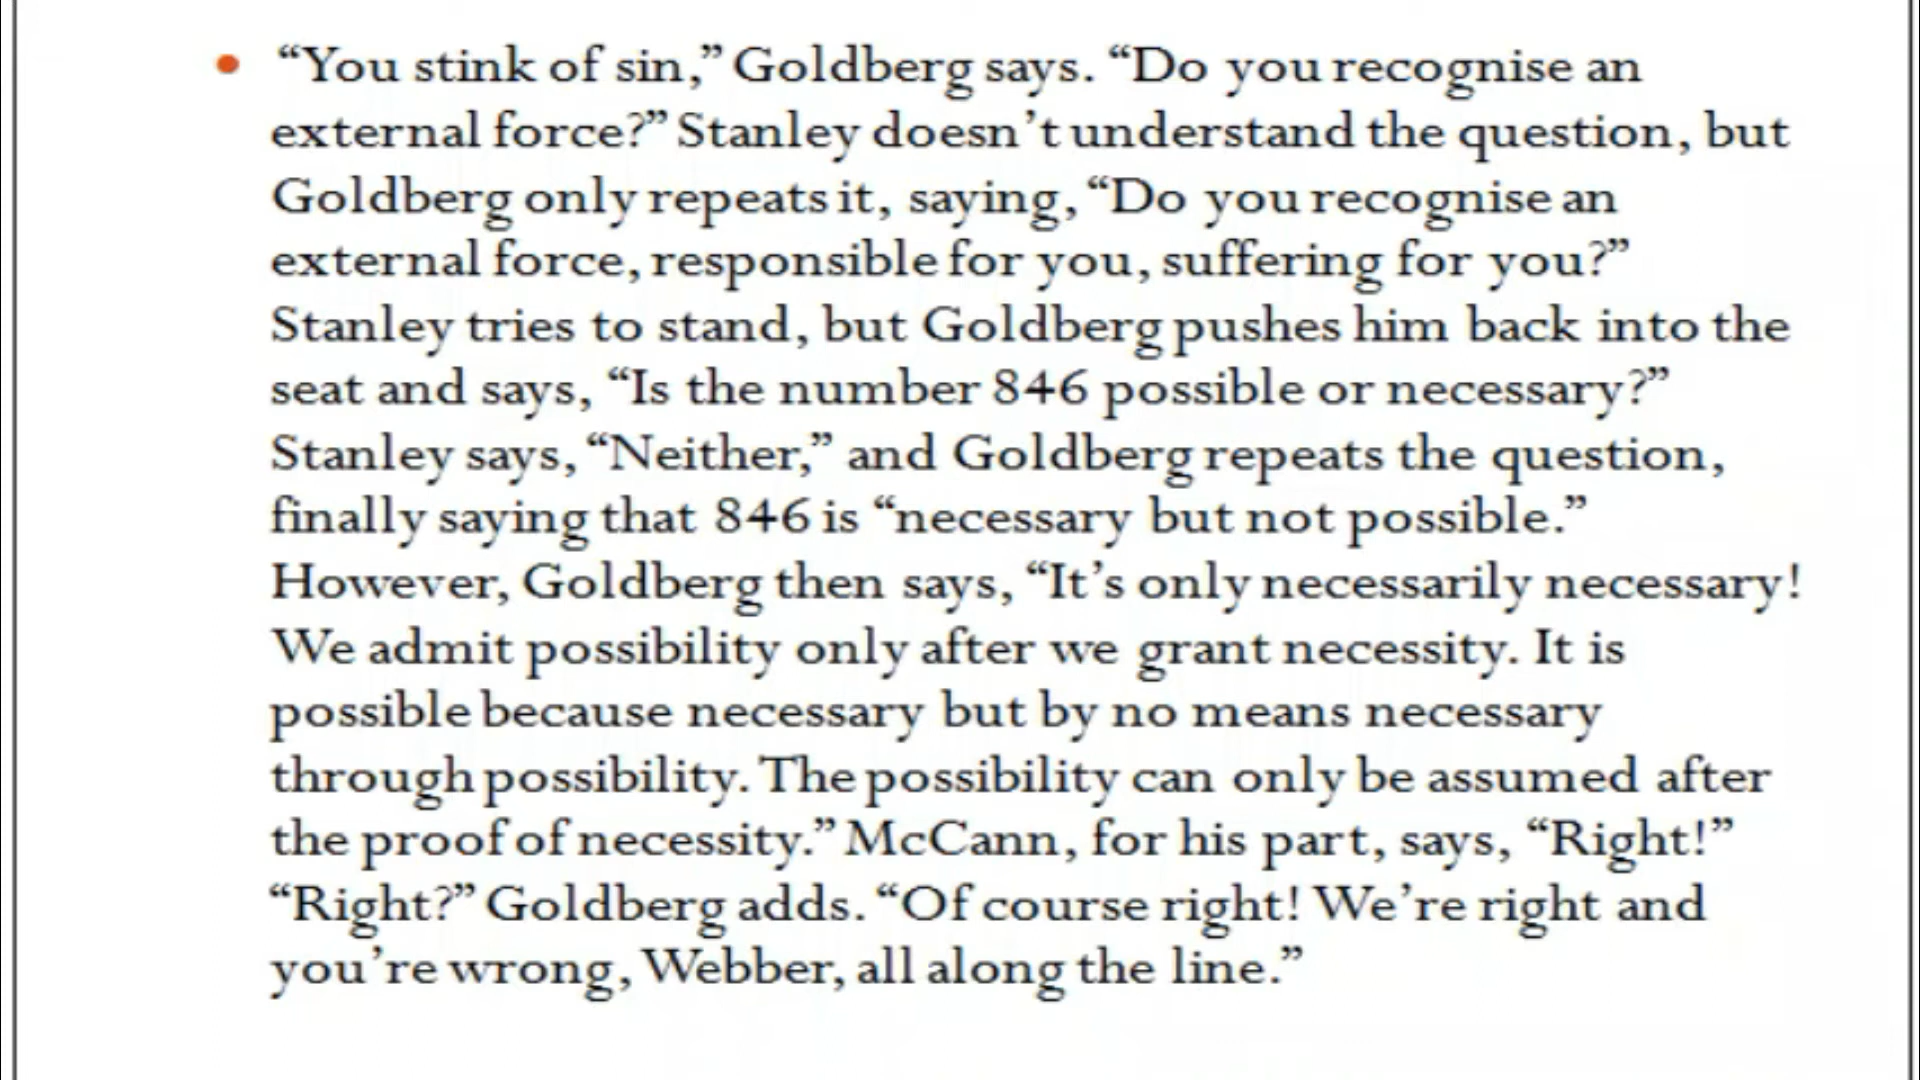 • “You stink of sin,” Goldberg says. “Do you recognise an
external force?” Stanley doesn’t understand the question, but
Goldberg only repeats it, saying, “Do you recognise an
external force, responsible for you, suffering for you?”
Stanley tries to stand, but Goldberg pushes him back into the
seat and says, “Is the number 846 possible or necessary?”
Stanley says, “Neither,” and Goldberg repeats the question,
finally saying that 846 is “necessary but not possible.”
However, Goldberg then says, “It’s only necessarily necessary!
We admit possibility only after we grant necessity. It is
possible because necessary but by no means necessary
through possibility. The possibility can only be assumed after
the proof of necessity.” McCann, for his part, says, “Right!”
“Right?” Goldberg adds. “Of course right! We’re right and
you’re wrong, Webber, all along the line.”